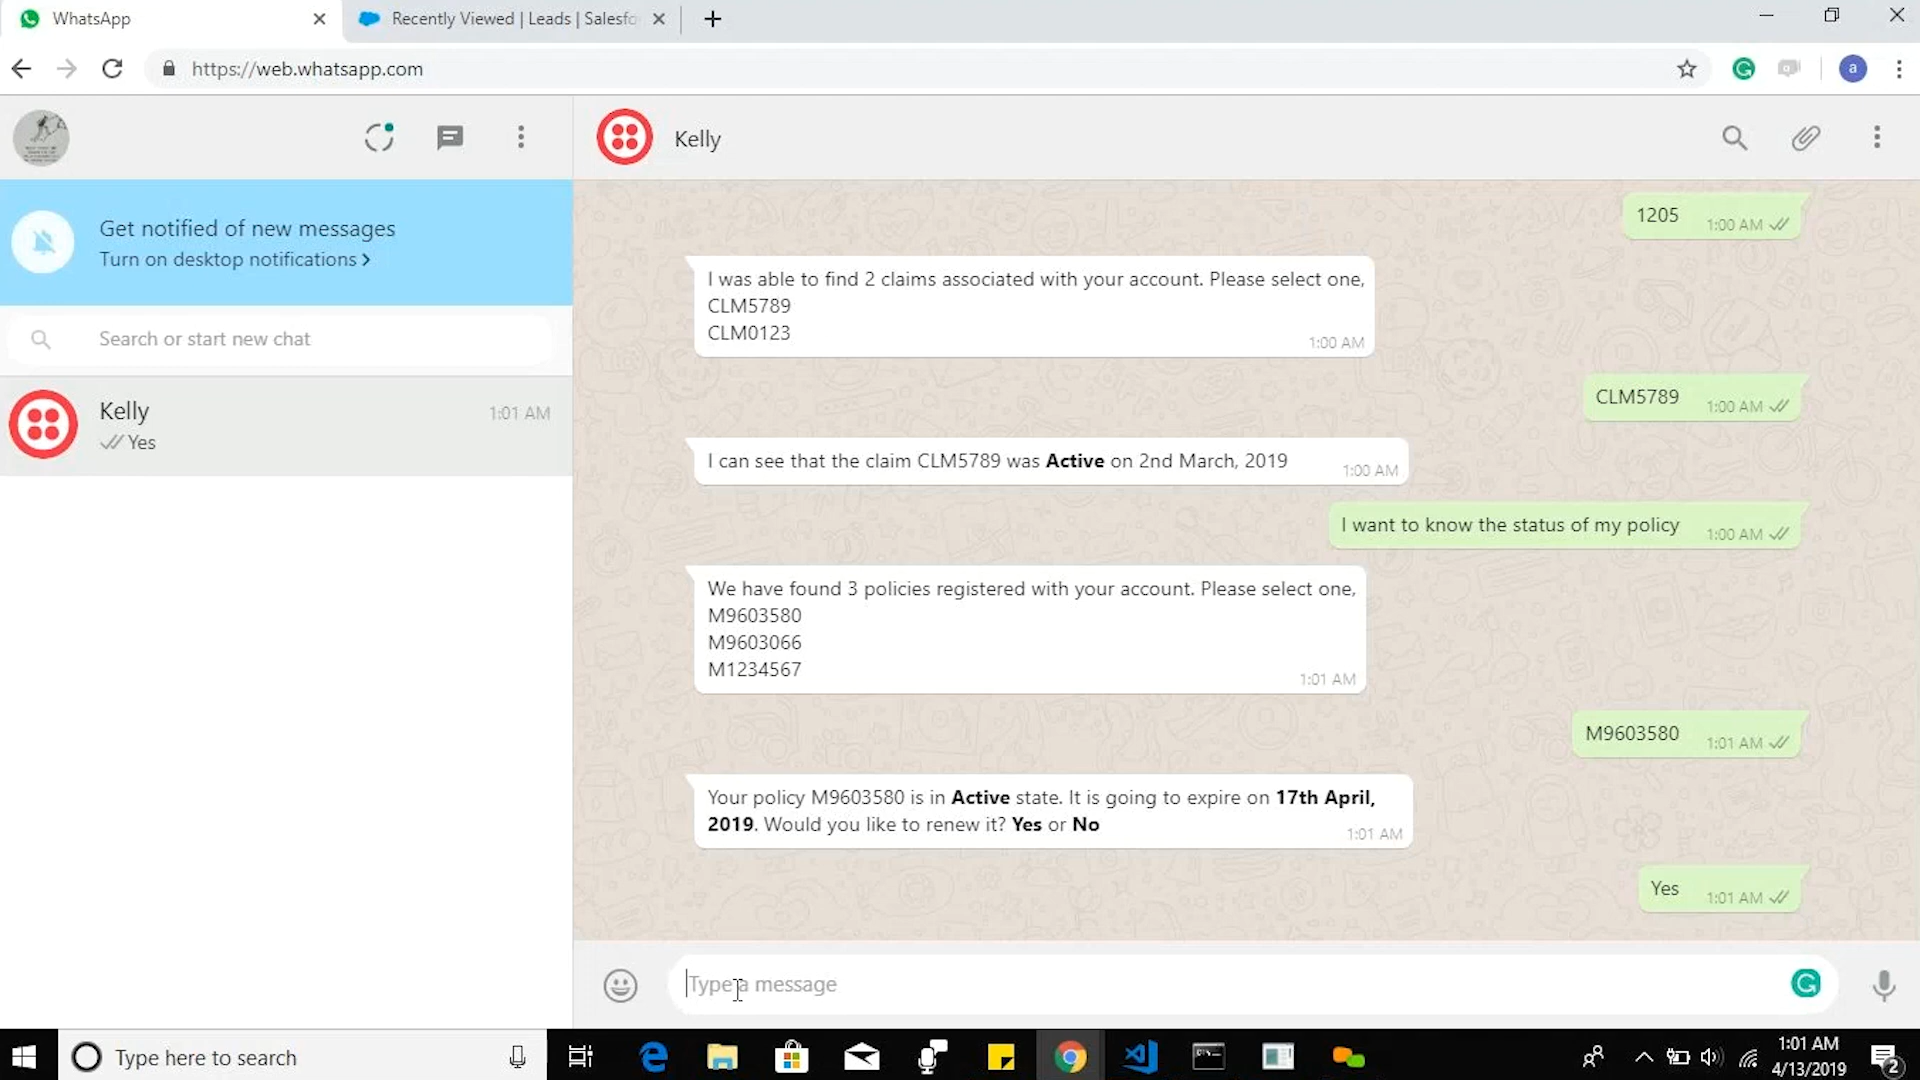 WhatsApp
Recently Viewed | Leads | Salesfo
https://web.whatsapp.com
a
Get notified of new messages
Turn on desktop notifications >
Search or start new chat
Kelly
1:01 AM
Yes
Kelly
1205
1:00 AM
I was able to find 2 claims associated with your account. Please select one,
CLM5789
CLM0123
1:00 AM
CLM5789
1:00 AM
I can see that the claim CLM5789 was Active on 2nd March, 2019
1:00 AM
I want to know the status of my policy
1:00 AM
We have found 3 policies registered with your account. Please select one,
M9603580
M9603066
M1234567
1:01 AM
M9603580
1:01 AM
Your policy M9603580 is in Active state. It is going to expire on 17th April,
2019. Would you like to renew it? Yes or No
1:01 AM
Yes
1:01 AM
Type a message
Type here to search
1:01 AM
4/13/2019
2